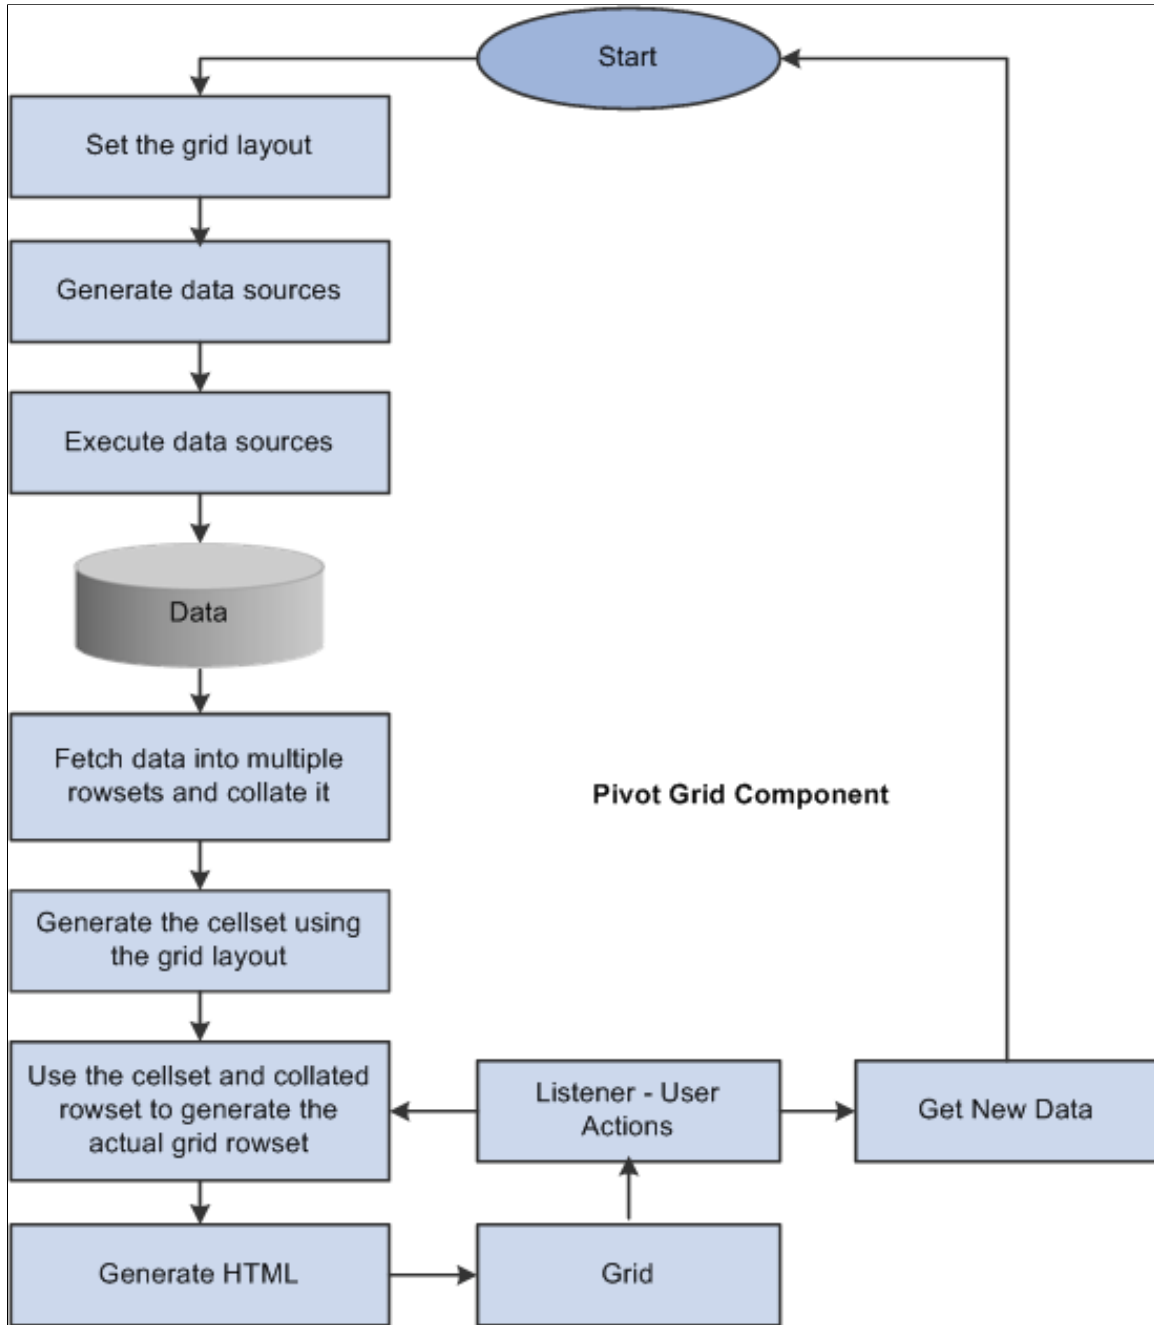 Start
Set the grid layout
Generate data sources
Execute data sources
Data
Fetch data into multiple
rowsets and collate it
Pivot Grid Component
Generate the cellset using
the grid layout
Use the cellset and collated
rowset to generate the
actual grid rowset
Listener - User
Actions
Get New Data
Generate HTML
Grid